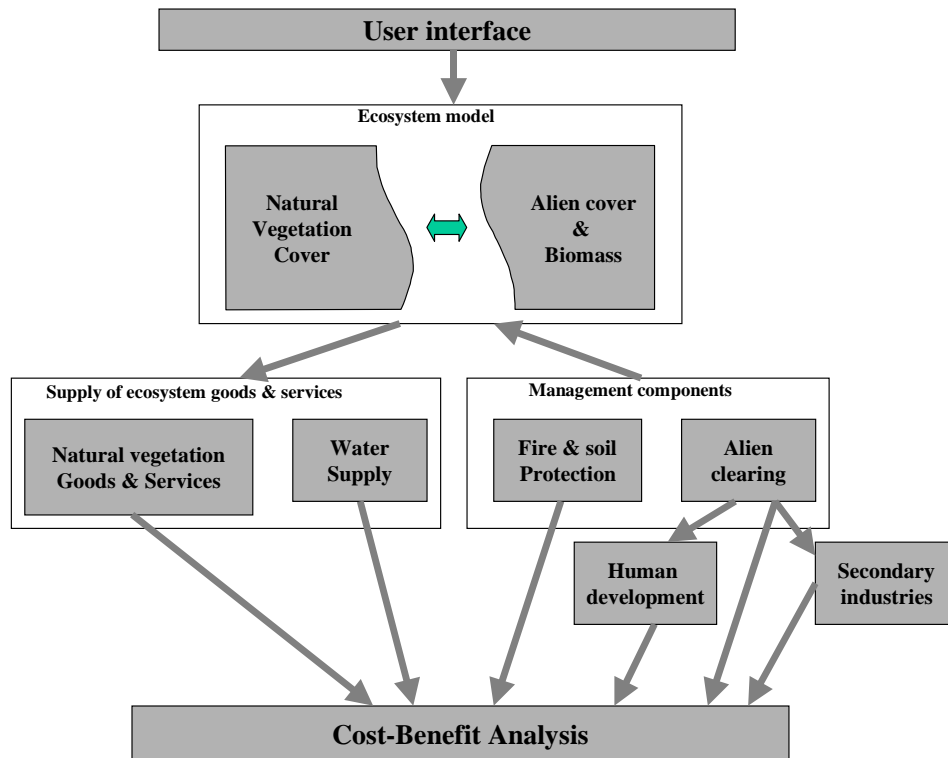 User interface
Ecosystem model
Natural
Vegetation
Cover
Alien cover
&
Biomass
Supply of ecosystem goods & services
Natural vegetation
Goods & Services
Water
Supply
Management components
Fire & soil
Protection
Alien
clearing
Human
development
Secondary
industries
Cost-Benefit Analysis